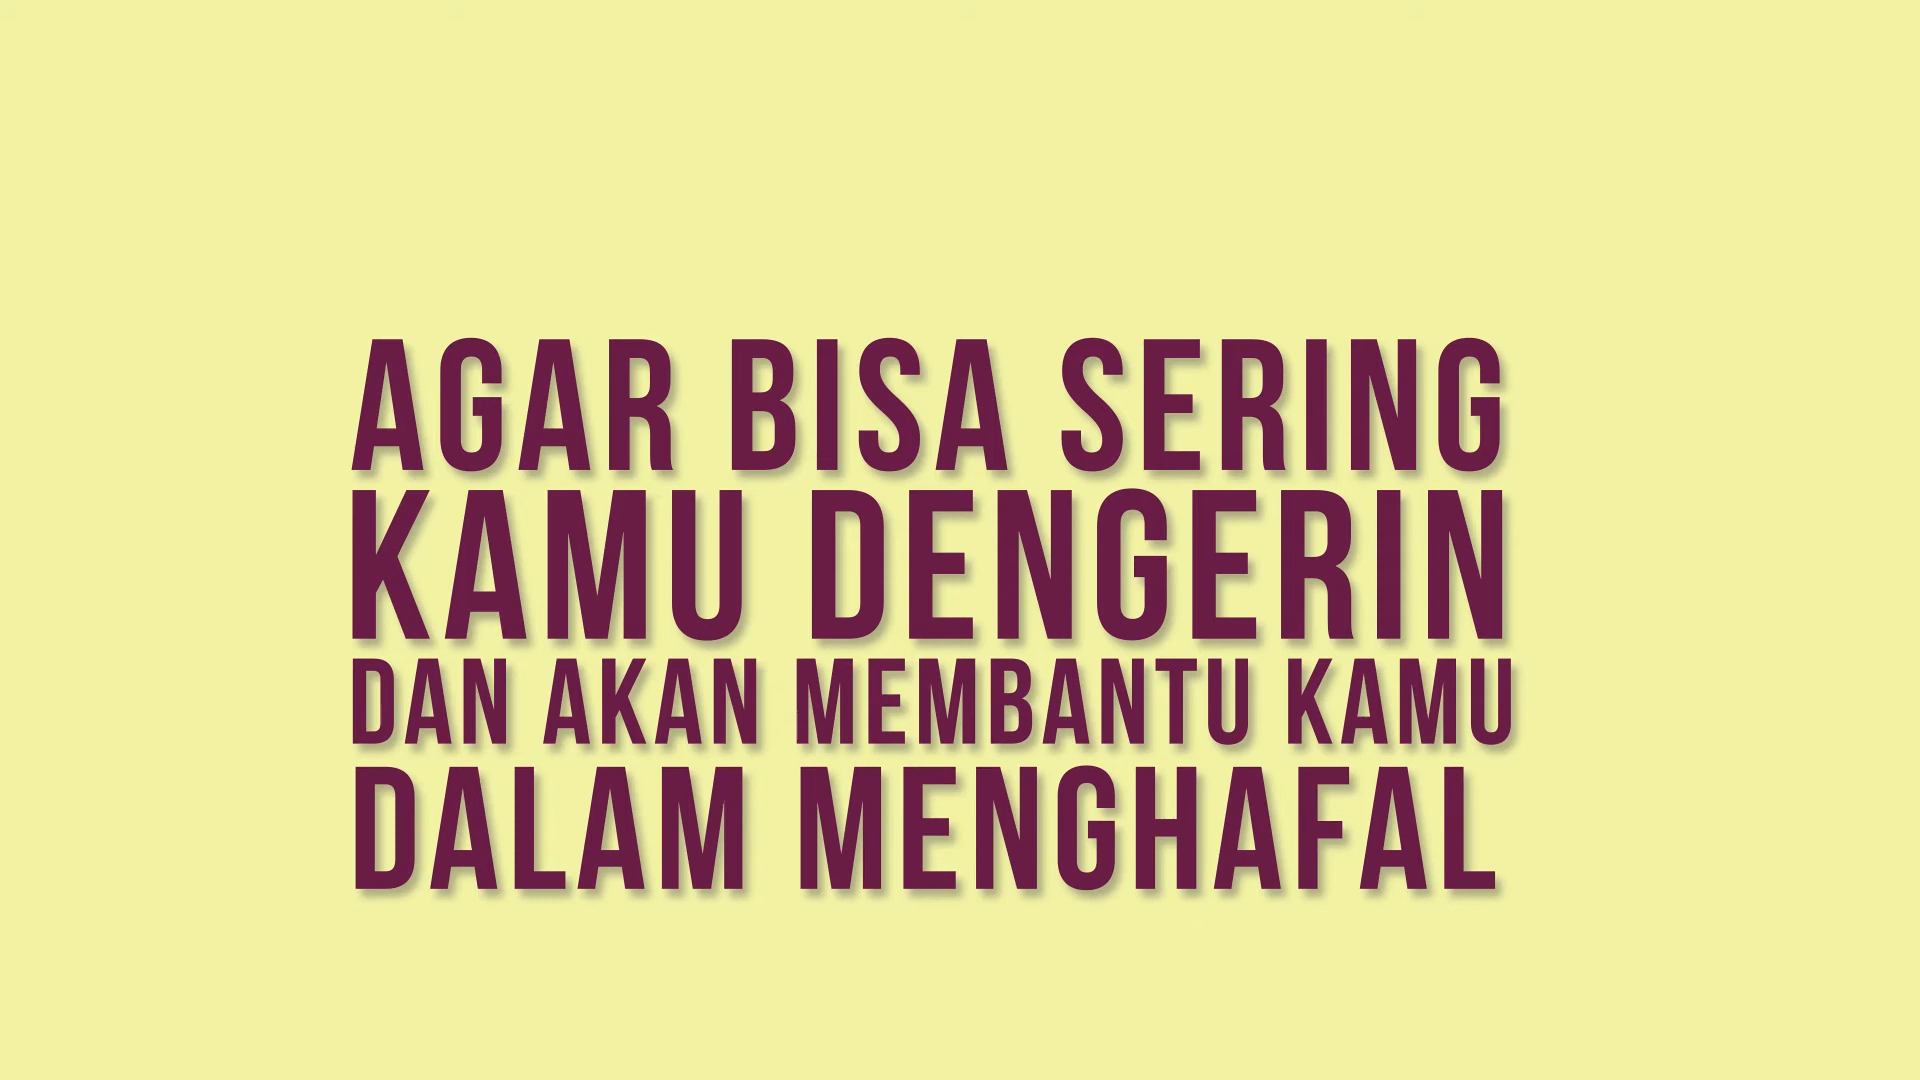 AGAR BISA SERING
KAMU DENGERIN
DAN AKAN MEMBANTU KAMU
DALAM MENGHAFAL